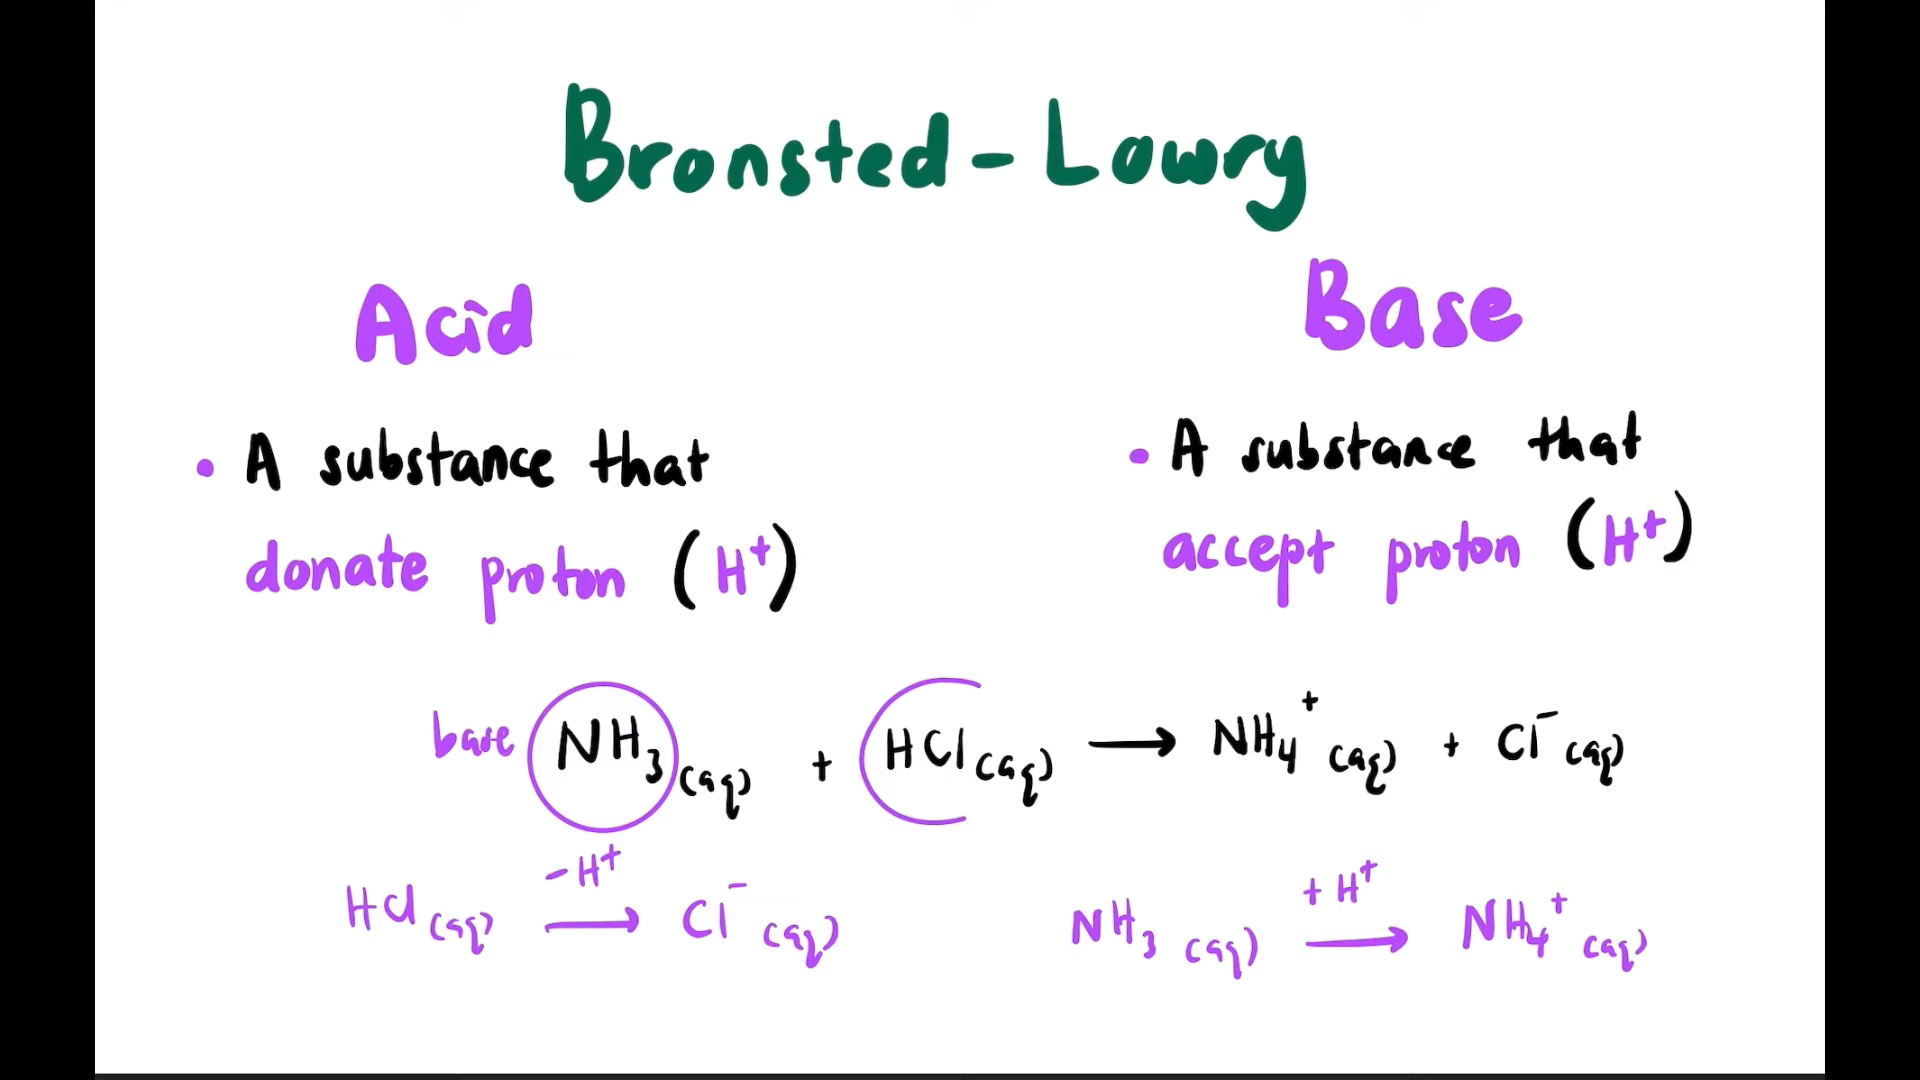 Bronsted - Lowry
Acid
Base
• A substance that
donate proton (H⁺)
• A substance that
accept proton (H⁺)
base NH₃(aq) + HCl(aq) → NH₄⁺(aq) + Cl⁻(aq)
HCl(aq) -H⁺→ Cl⁻(aq)
NH₃(aq) +H⁺→ NH₄⁺(aq)